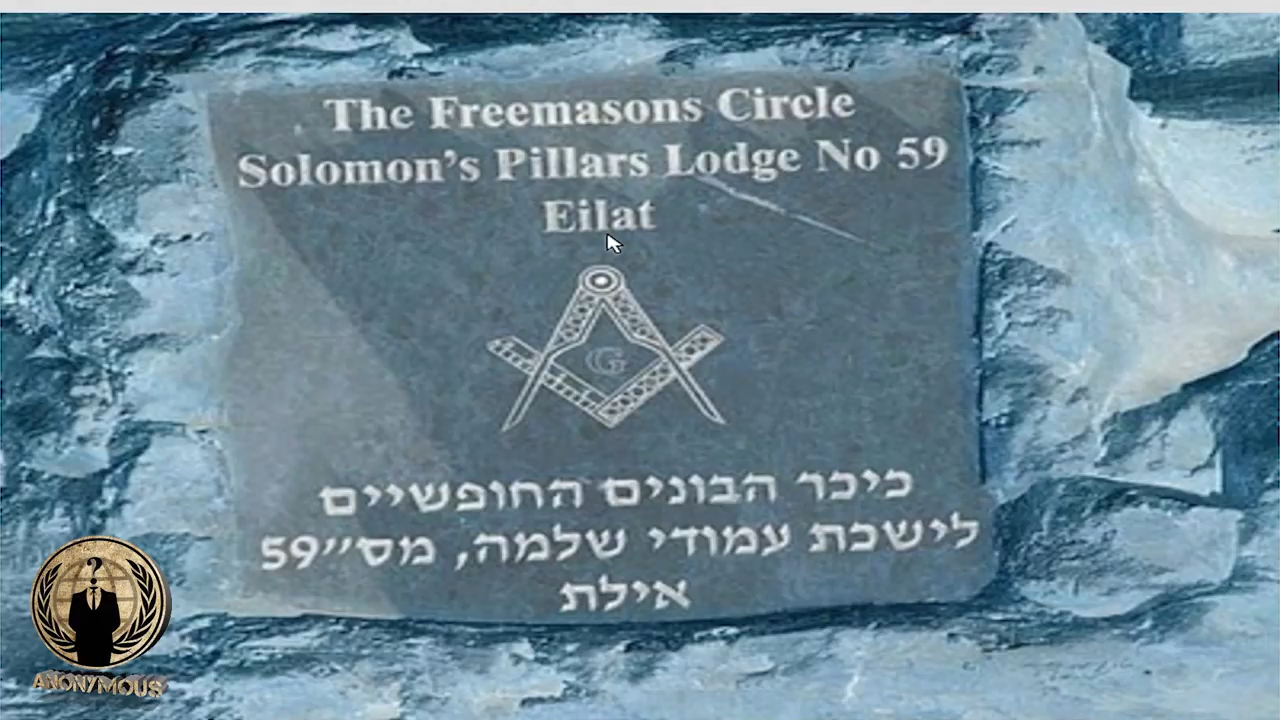 The Freemasons Circle
Solomon's Pillars Lodge No 59
Eilat
G
כיכר הבונים החופשיים
לישכת עמודי שלמה, מס״59
אילת
?
ANONYMOUS